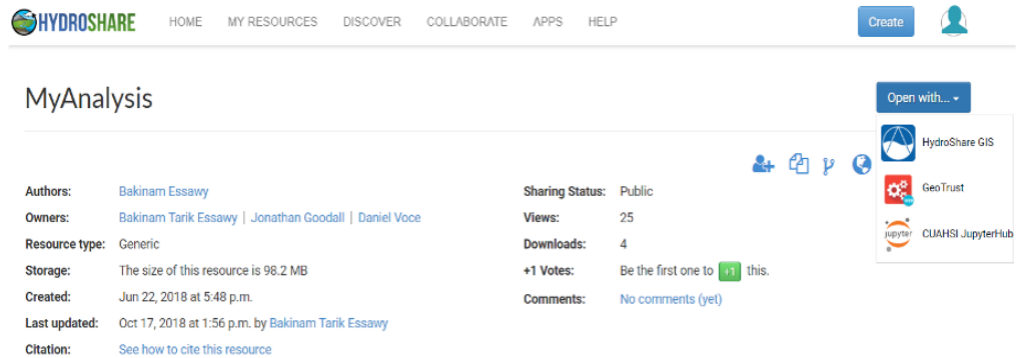 HYDROSHARE HOME MY RESOURCES DISCOVER COLLABORATE APPS HELP Create
MyAnalysis
Open with...
HydroShare GIS
GeoTrust
jupyter CUAHSI JupyterHub
Authors: Bakinam Essawy
Owners: Bakinam Tarik Essawy | Jonathan Goodall | Daniel Voce
Resource type: Generic
Storage: The size of this resource is 98.2 MB
Created: Jun 22, 2018 at 5:48 p.m.
Last updated: Oct 17, 2018 at 1:56 p.m. by Bakinam Tarik Essawy
Citation: See how to cite this resource
Sharing Status: Public
Views: 25
Downloads: 4
+1 Votes: Be the first one to +1 this.
Comments: No comments (yet)